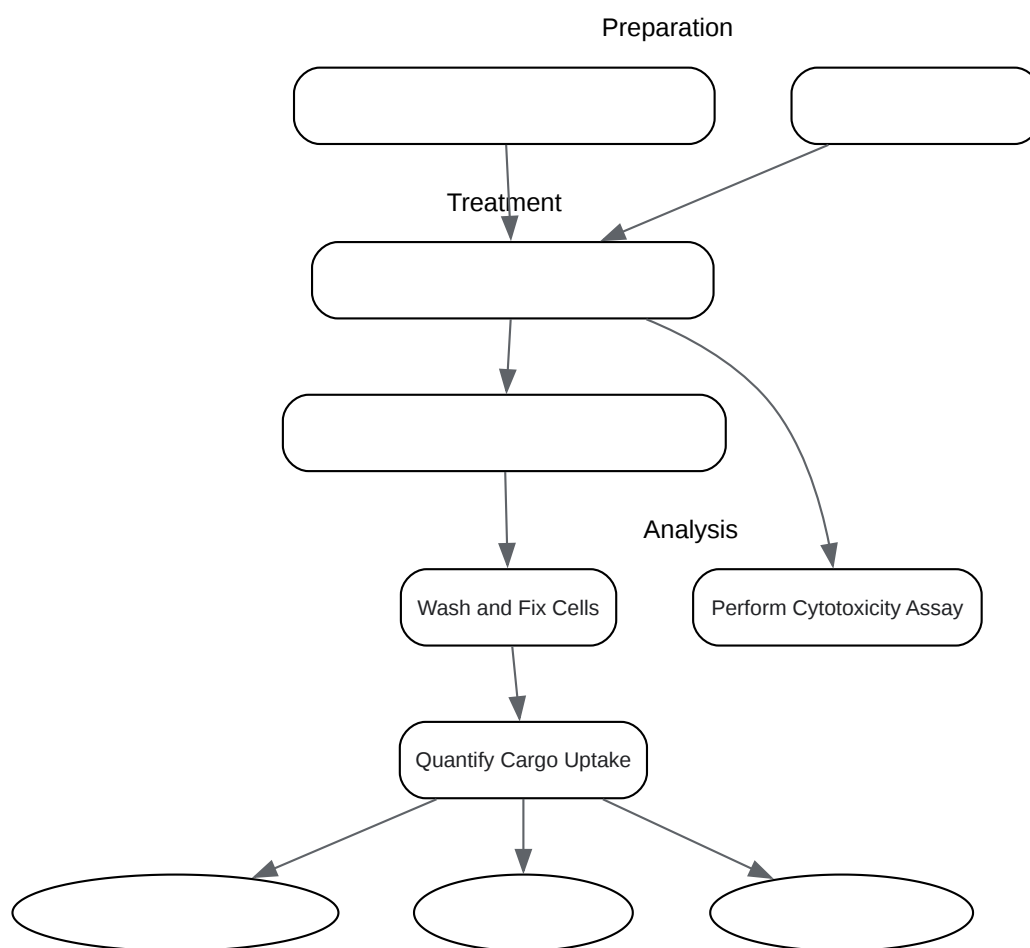 Preparation
Treatment
Analysis
Wash and Fix Cells
Perform Cytotoxicity Assay
Quantify Cargo Uptake